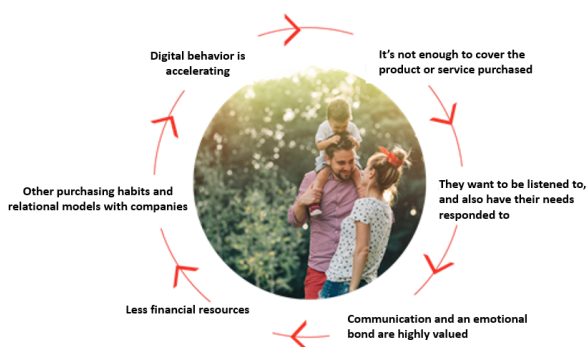 Digital behavior is
accelerating
It's not enough to cover the
product or service purchased
They want to be listened to,
and also have their needs
responded to
Communication and an emotional
bond are highly valued
Less financial resources
Other purchasing habits and
relational models with companies